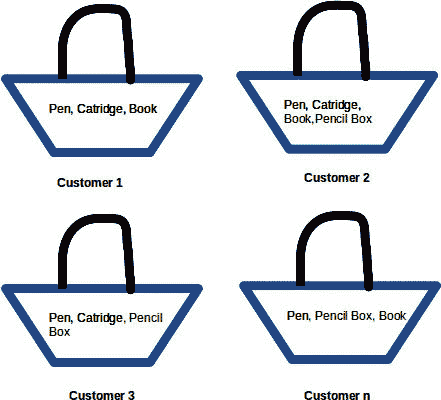 Pen, Catridge, Book
Customer 1
Pen, Catridge,
Book,Pencil Box
Customer 2
Pen, Catridge, Pencil
Box
Customer 3
Pen, Pencil Box, Book
Customer n